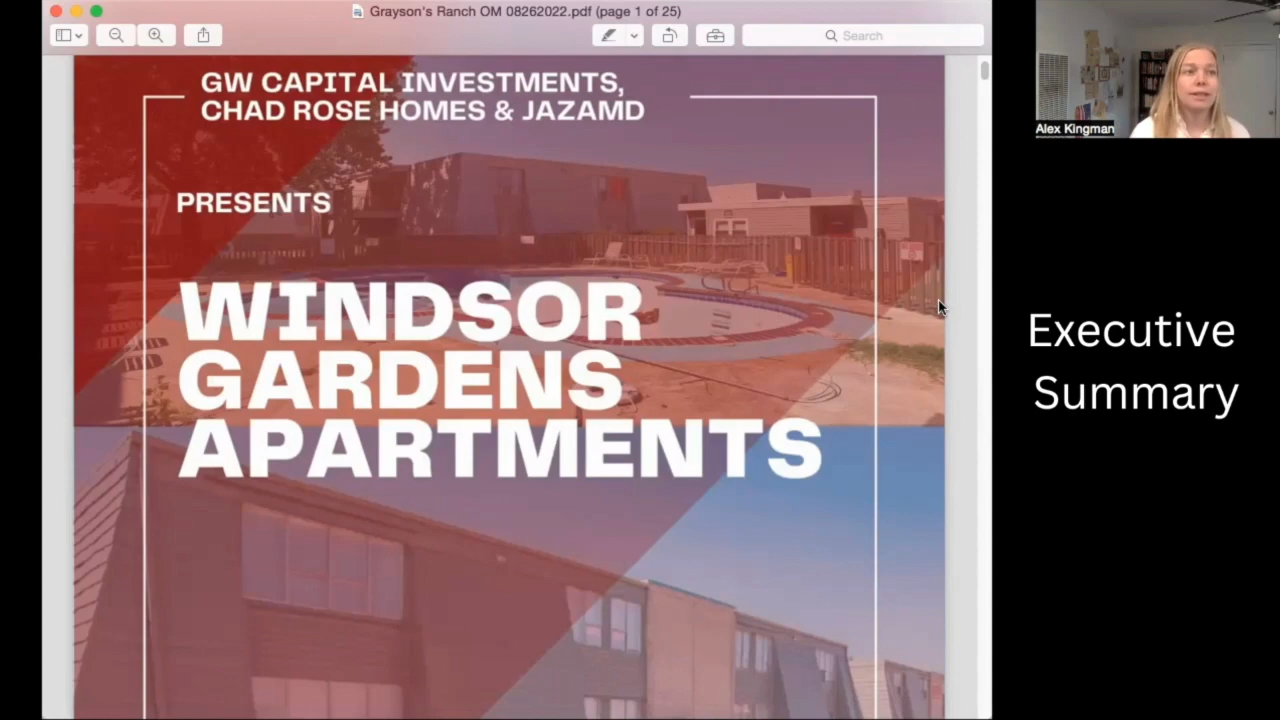 Grayson's Ranch OM 08262022.pdf (page 1 of 25)
Search
GW CAPITAL INVESTMENTS,
CHAD ROSE HOMES & JAZAMD
PRESENTS
WINDSOR
GARDENS
APARTMENTS
Alex Kingman
Executive
Summary